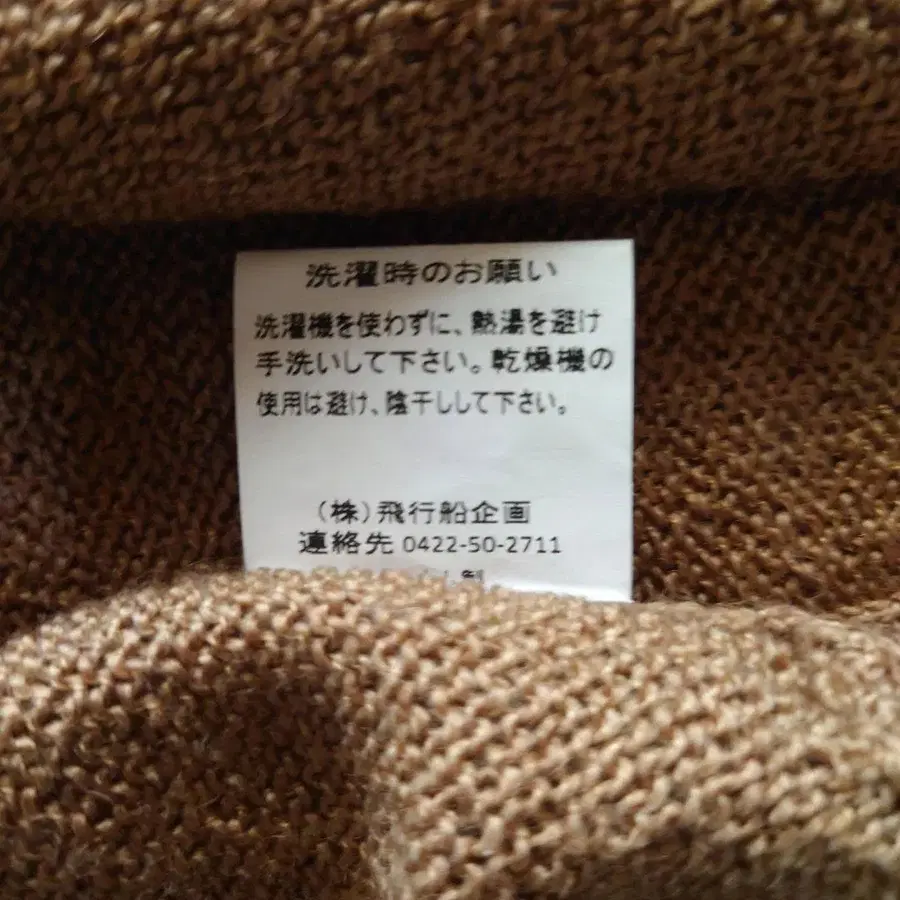 洗濯時のお願い
洗濯機を使わずに、熱湯を避け
手洗いして下さい。乾燥機の
使用は避け、陰干しして下さい。
(株)飛行船企画
連絡先 0422-50-2711